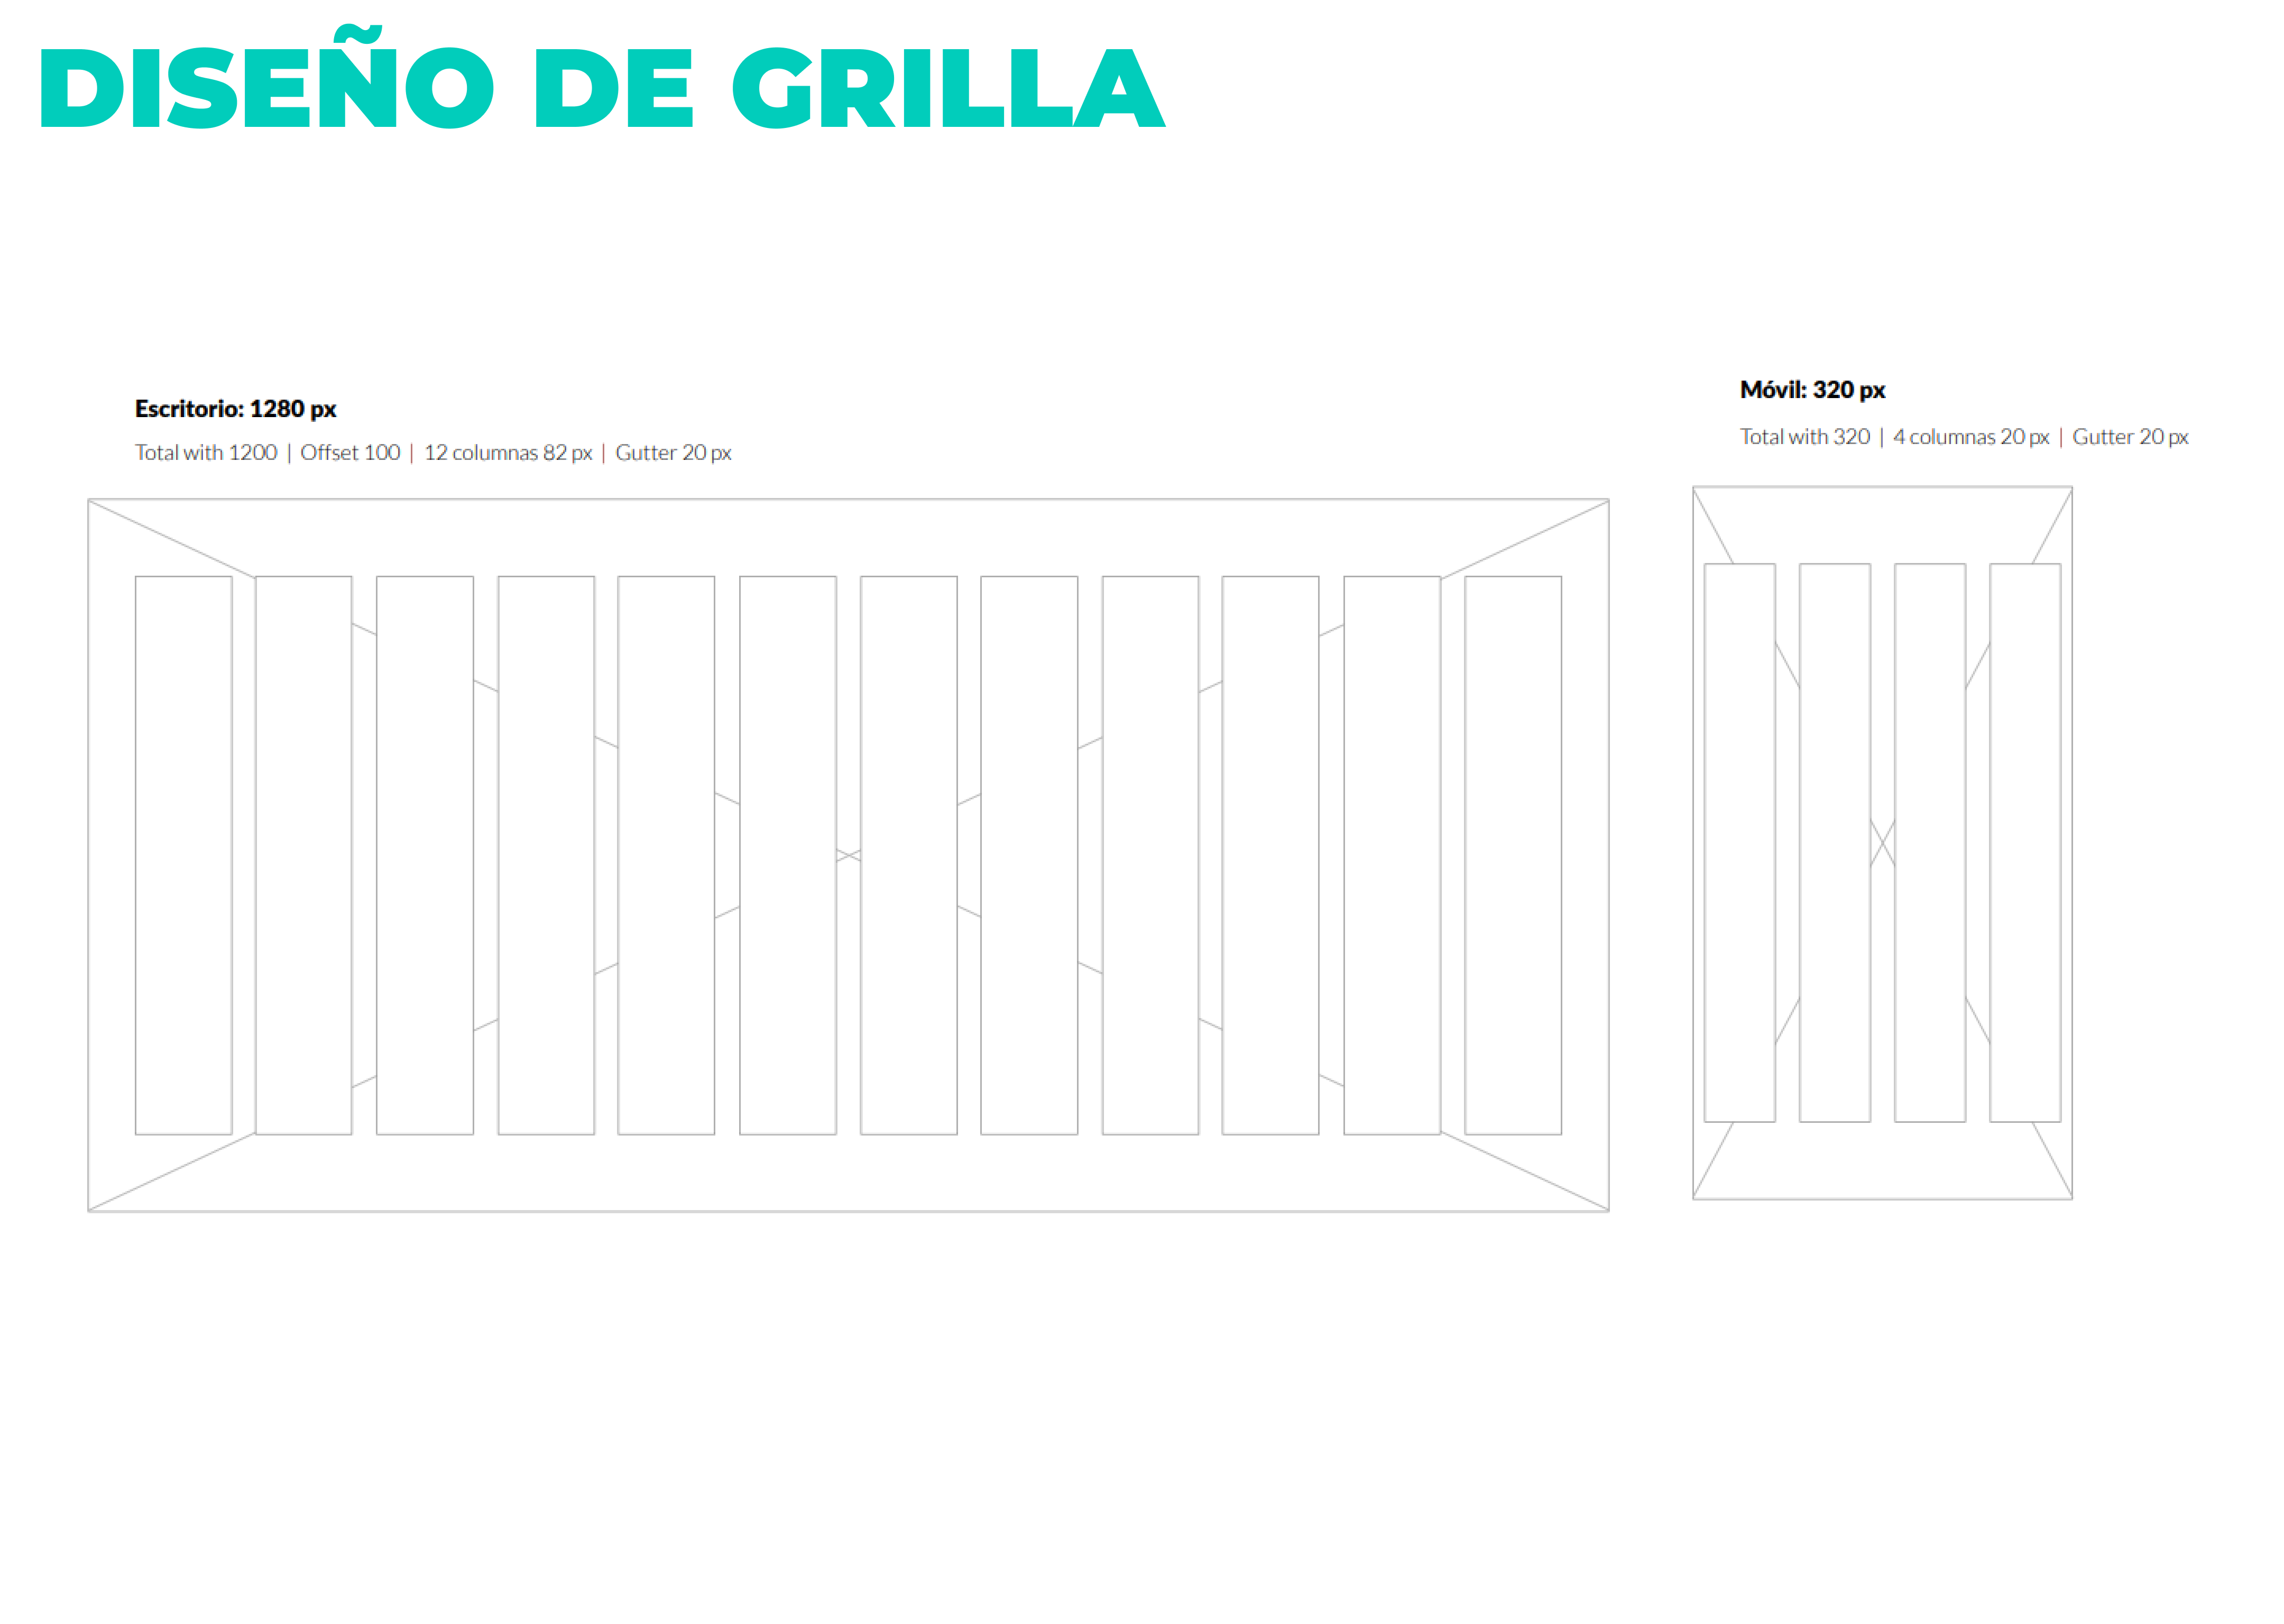 DISEÑO DE GRILLA
Escritorio: 1280 px
Total with 1200 | Offset 100 | 12 columnas 82 px | Gutter 20 px
Móvil: 320 px
Total with 320 | 4 columnas 20 px | Gutter 20 px